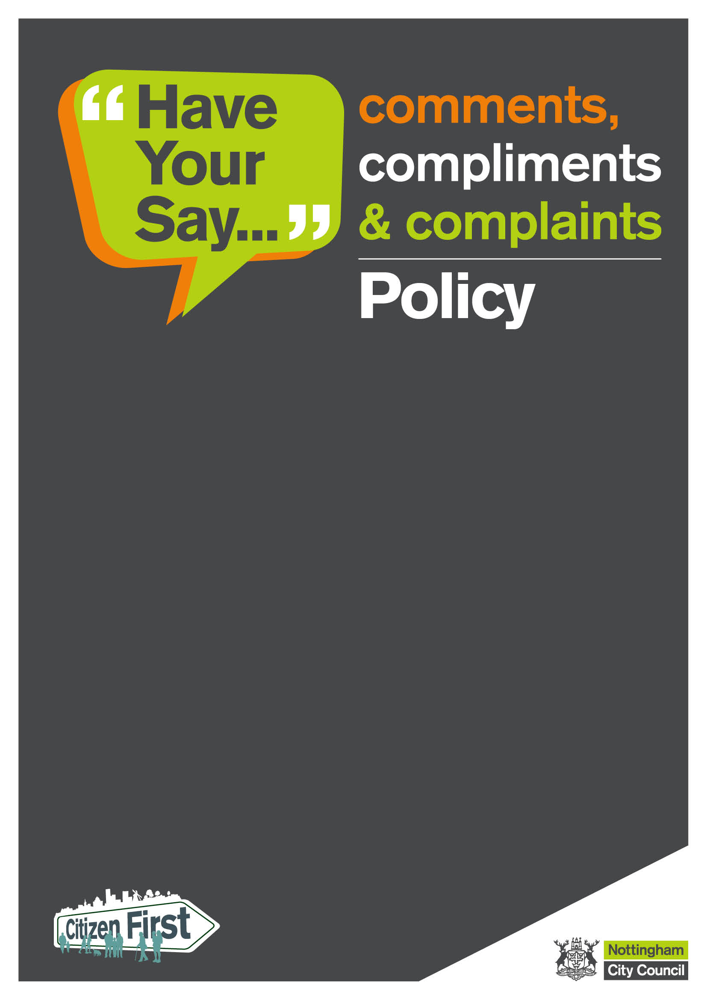 “Have
Your
Say...”
comments,
compliments
& complaints
Policy
Citizen First
Nottingham
City Council